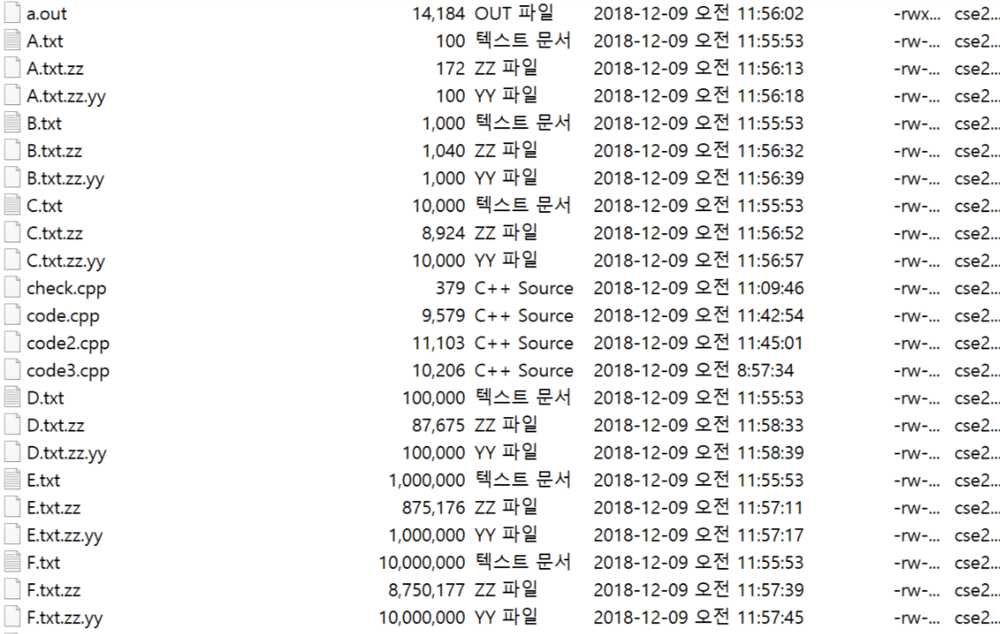 a.out 14,184 OUT 파일 2018-12-09 오전 11:56:02 -rwx... cse2...
A.txt 100 텍스트 문서 2018-12-09 오전 11:55:53 -rw-... cse2...
A.txt.zz 172 ZZ 파일 2018-12-09 오전 11:56:13 -rw-... cse2...
A.txt.zz.yy 100 YY 파일 2018-12-09 오전 11:56:18 -rw-... cse2...
B.txt 1,000 텍스트 문서 2018-12-09 오전 11:55:53 -rw-... cse2...
B.txt.zz 1,040 ZZ 파일 2018-12-09 오전 11:56:32 -rw-... cse2...
B.txt.zz.yy 1,000 YY 파일 2018-12-09 오전 11:56:39 -rw-... cse2...
C.txt 10,000 텍스트 문서 2018-12-09 오전 11:55:53 -rw-... cse2...
C.txt.zz 8,924 ZZ 파일 2018-12-09 오전 11:56:52 -rw-... cse2...
C.txt.zz.yy 10,000 YY 파일 2018-12-09 오전 11:56:57 -rw-... cse2...
check.cpp 379 C++ Source 2018-12-09 오전 11:09:46 -rw-... cse2...
code.cpp 9,579 C++ Source 2018-12-09 오전 11:42:54 -rw-... cse2...
code2.cpp 11,103 C++ Source 2018-12-09 오전 11:45:01 -rw-... cse2...
code3.cpp 10,206 C++ Source 2018-12-09 오전 8:57:34 -rw-... cse2...
D.txt 100,000 텍스트 문서 2018-12-09 오전 11:55:53 -rw-... cse2...
D.txt.zz 87,675 ZZ 파일 2018-12-09 오전 11:58:33 -rw-... cse2...
D.txt.zz.yy 100,000 YY 파일 2018-12-09 오전 11:58:39 -rw-... cse2...
E.txt 1,000,000 텍스트 문서 2018-12-09 오전 11:55:53 -rw-... cse2...
E.txt.zz 875,176 ZZ 파일 2018-12-09 오전 11:57:11 -rw-... cse2...
E.txt.zz.yy 1,000,000 YY 파일 2018-12-09 오전 11:57:17 -rw-... cse2...
F.txt 10,000,000 텍스트 문서 2018-12-09 오전 11:55:53 -rw-... cse2...
F.txt.zz 8,750,177 ZZ 파일 2018-12-09 오전 11:57:39 -rw-... cse2...
F.txt.zz.yy 10,000,000 YY 파일 2018-12-09 오전 11:57:45 -rw-... cse2...